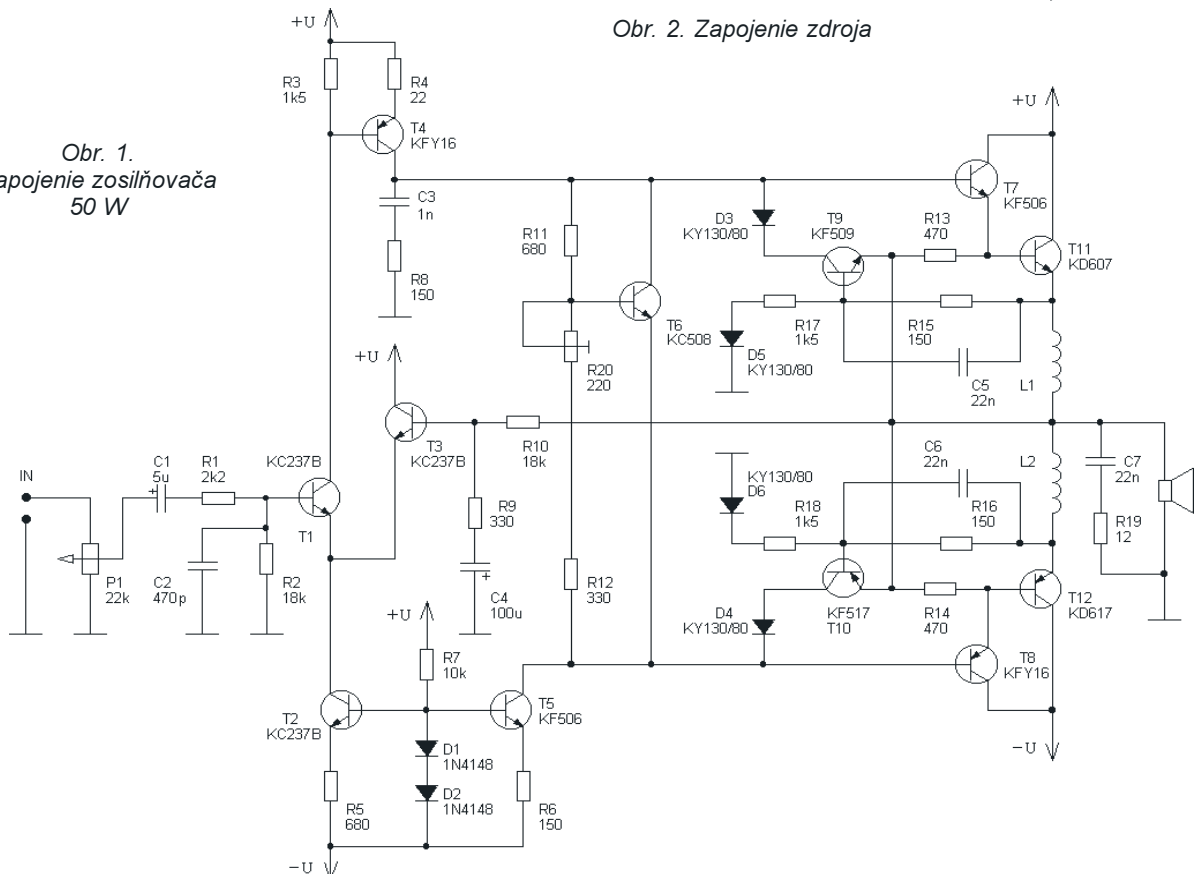 Obr. 2. Zapojenie zdroja
Obr. 1.
apojenie zosilňovača
50 W
+U
R3
1k5
R4
22
T4
KFY16
C3
1n
R8
150
R11
680
D3
KY130/80
T9
KF509
R13
470
+U
T7
KF506
T11
KD607
T6
KC508
R17
1k5
R15
150
D5
KY130/80
C5
22n
L1
R20
220
+U
T3
KC237B
R10
18k
IN
C1
5u
R1
2k2
KC237B
T1
R9
330
C6
22n
L2
C7
22n
KY130/80
D6
R18
1k5
R16
150
R19
12
P1
22k
C2
470p
R2
18k
C4
100u
R12
330
D4
KY130/80
KF517
T10
R14
470
T12
KD617
+U
R7
10k
T8
KFY16
T2
KC237B
T5
KF506
D1
1N4148
D2
1N4148
R5
680
R6
150
-U
-U